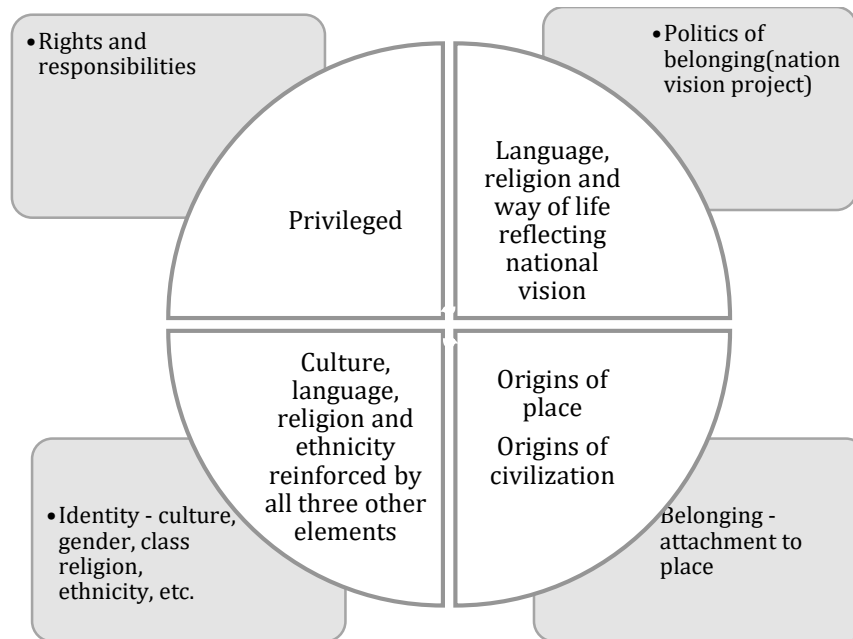 •Rights and
responsibilities
•Politics of
belonging(nation
vision project)
Privileged
Language,
religion and
way of life
reflecting
national
vision
Culture,
language,
religion and
ethnicity
reinforced by
all three other
elements
Origins of
place
Origins of
civilization
•Identity - culture,
gender, class
religion,
ethnicity, etc.
Belonging -
attachment to
place